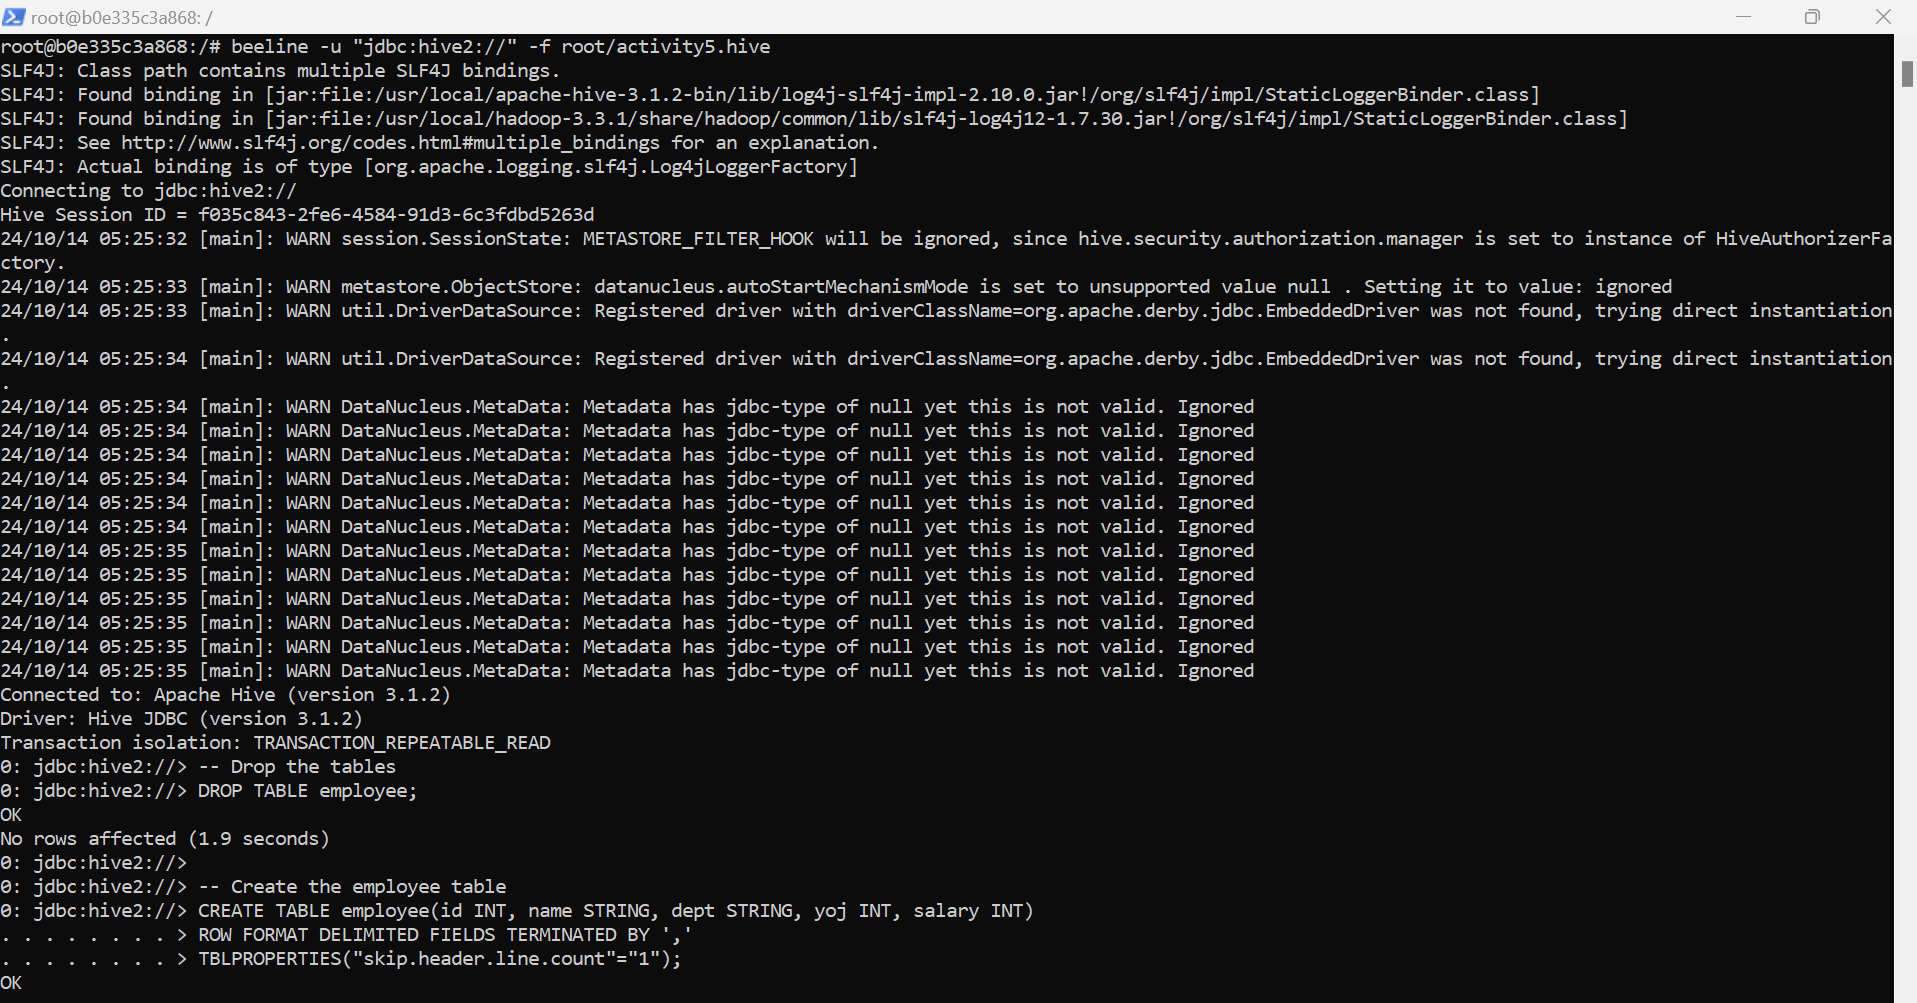 root@b0e335c3a868: /
root@b0e335c3a868:/# beeline -u "jdbc:hive2://" -f root/activity5.hive
SLF4J: Class path contains multiple SLF4J bindings.
SLF4J: Found binding in [jar:file:/usr/local/apache-hive-3.1.2-bin/lib/log4j-slf4j-impl-2.10.0.jar!/org/slf4j/impl/StaticLoggerBinder.class]
SLF4J: Found binding in [jar:file:/usr/local/hadoop-3.3.1/share/hadoop/common/lib/slf4j-log4j12-1.7.30.jar!/org/slf4j/impl/StaticLoggerBinder.class]
SLF4J: See http://www.slf4j.org/codes.html#multiple_bindings for an explanation.
SLF4J: Actual binding is of type [org.apache.logging.slf4j.Log4jLoggerFactory]
Connecting to jdbc:hive2://
Hive Session ID = f035c843-2fe6-4584-91d3-6c3fdbd5263d
24/10/14 05:25:32 [main]: WARN session.SessionState: METASTORE_FILTER_HOOK will be ignored, since hive.security.authorization.manager is set to instance of HiveAuthorizerFa
ctory.
24/10/14 05:25:33 [main]: WARN metastore.ObjectStore: datanucleus.autoStartMechanismMode is set to unsupported value null . Setting it to value: ignored
24/10/14 05:25:33 [main]: WARN util.DriverDataSource: Registered driver with driverClassName=org.apache.derby.jdbc.EmbeddedDriver was not found, trying direct instantiation
.
24/10/14 05:25:34 [main]: WARN util.DriverDataSource: Registered driver with driverClassName=org.apache.derby.jdbc.EmbeddedDriver was not found, trying direct instantiation
.
24/10/14 05:25:34 [main]: WARN DataNucleus.MetaData: Metadata has jdbc-type of null yet this is not valid. Ignored
24/10/14 05:25:34 [main]: WARN DataNucleus.MetaData: Metadata has jdbc-type of null yet this is not valid. Ignored
24/10/14 05:25:34 [main]: WARN DataNucleus.MetaData: Metadata has jdbc-type of null yet this is not valid. Ignored
24/10/14 05:25:34 [main]: WARN DataNucleus.MetaData: Metadata has jdbc-type of null yet this is not valid. Ignored
24/10/14 05:25:34 [main]: WARN DataNucleus.MetaData: Metadata has jdbc-type of null yet this is not valid. Ignored
24/10/14 05:25:34 [main]: WARN DataNucleus.MetaData: Metadata has jdbc-type of null yet this is not valid. Ignored
24/10/14 05:25:35 [main]: WARN DataNucleus.MetaData: Metadata has jdbc-type of null yet this is not valid. Ignored
24/10/14 05:25:35 [main]: WARN DataNucleus.MetaData: Metadata has jdbc-type of null yet this is not valid. Ignored
24/10/14 05:25:35 [main]: WARN DataNucleus.MetaData: Metadata has jdbc-type of null yet this is not valid. Ignored
24/10/14 05:25:35 [main]: WARN DataNucleus.MetaData: Metadata has jdbc-type of null yet this is not valid. Ignored
24/10/14 05:25:35 [main]: WARN DataNucleus.MetaData: Metadata has jdbc-type of null yet this is not valid. Ignored
24/10/14 05:25:35 [main]: WARN DataNucleus.MetaData: Metadata has jdbc-type of null yet this is not valid. Ignored
Connected to: Apache Hive (version 3.1.2)
Driver: Hive JDBC (version 3.1.2)
Transaction isolation: TRANSACTION_REPEATABLE_READ
0: jdbc:hive2://> -- Drop the tables
0: jdbc:hive2://> DROP TABLE employee;
OK
No rows affected (1.9 seconds)
0: jdbc:hive2://>
0: jdbc:hive2://> -- Create the employee table
0: jdbc:hive2://> CREATE TABLE employee(id INT, name STRING, dept STRING, yoj INT, salary INT)
. . . . . . . . > ROW FORMAT DELIMITED FIELDS TERMINATED BY ','
. . . . . . . . > TBLPROPERTIES("skip.header.line.count"="1");
OK